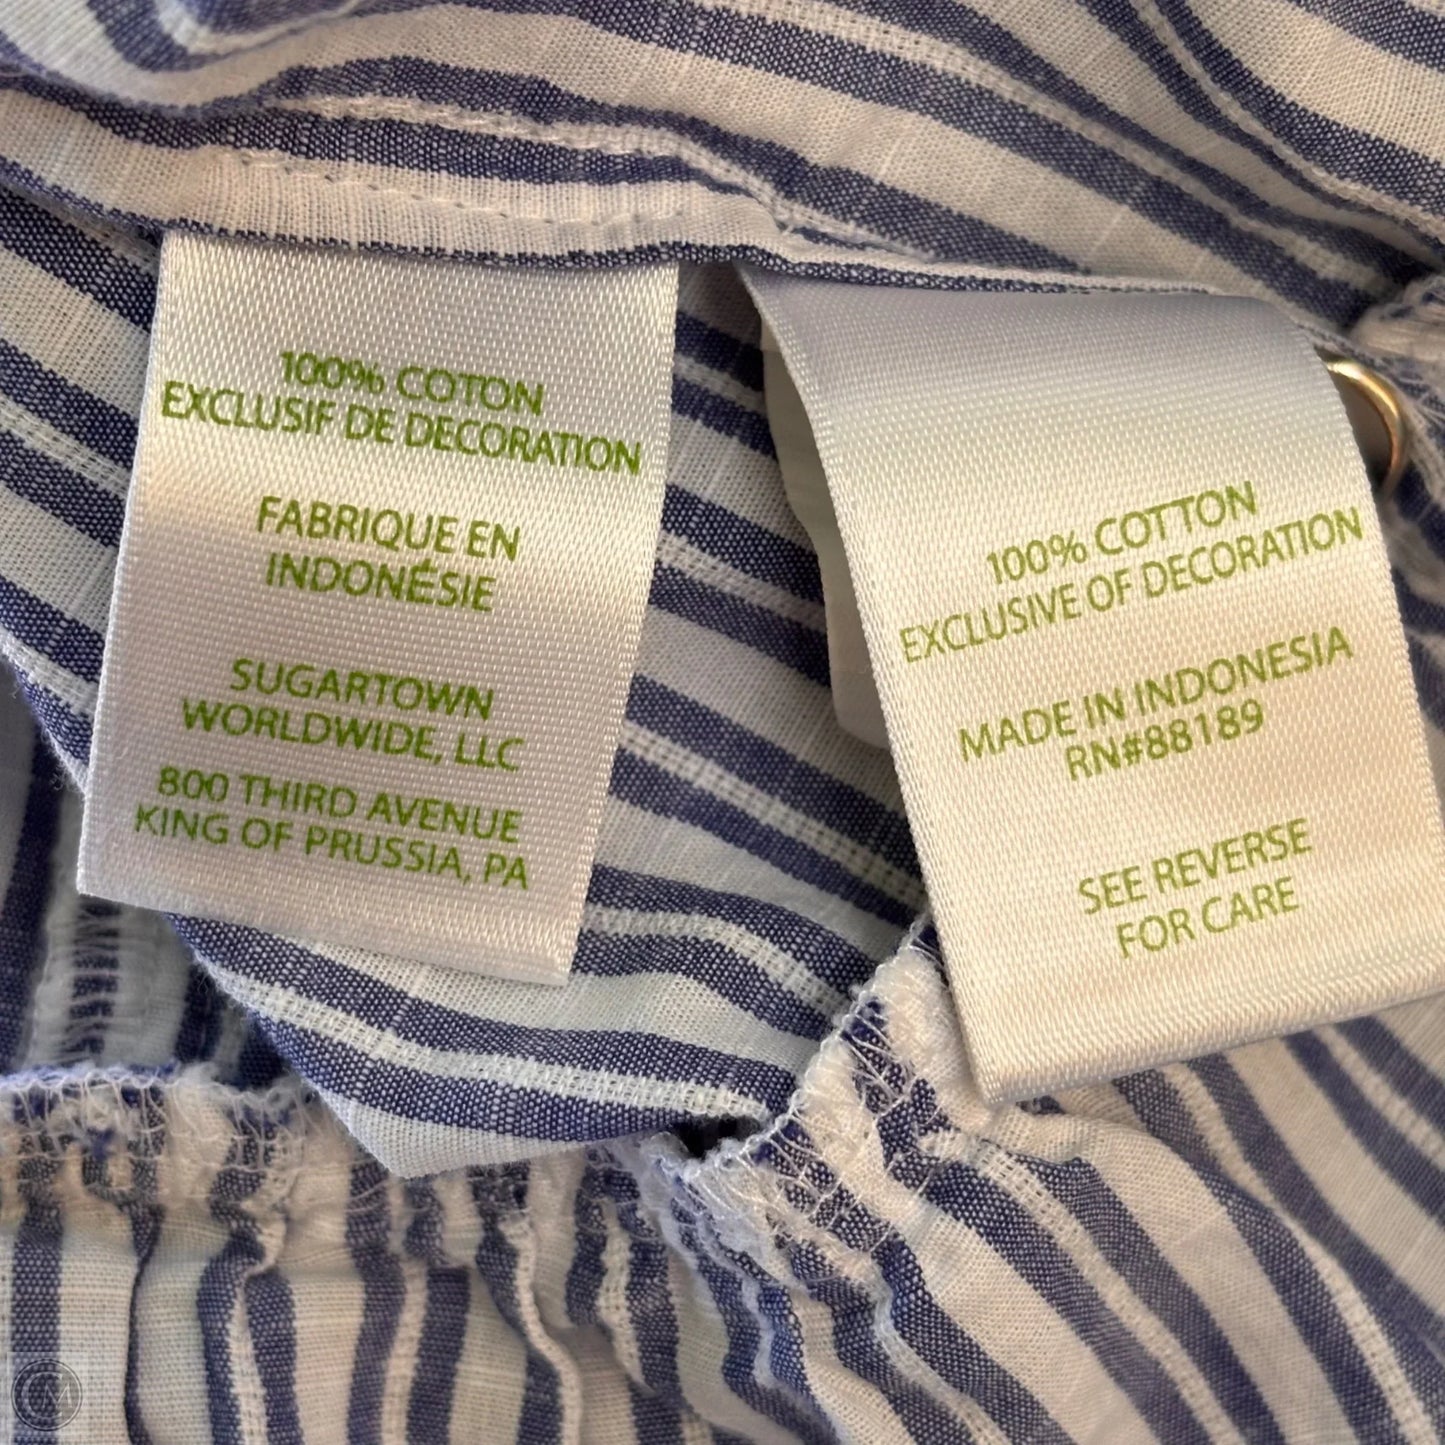 100% COTON
EXCLUSIF DE DECORATION
FABRIQUE EN
INDONÉSIE
SUGARTOWN
WORLDWIDE, LLC
800 THIRD AVENUE
KING OF PRUSSIA, PA
100% COTTON
EXCLUSIVE OF DECORATION
MADE IN INDONESIA
RN#88189
SEE REVERSE
FOR CARE
CM